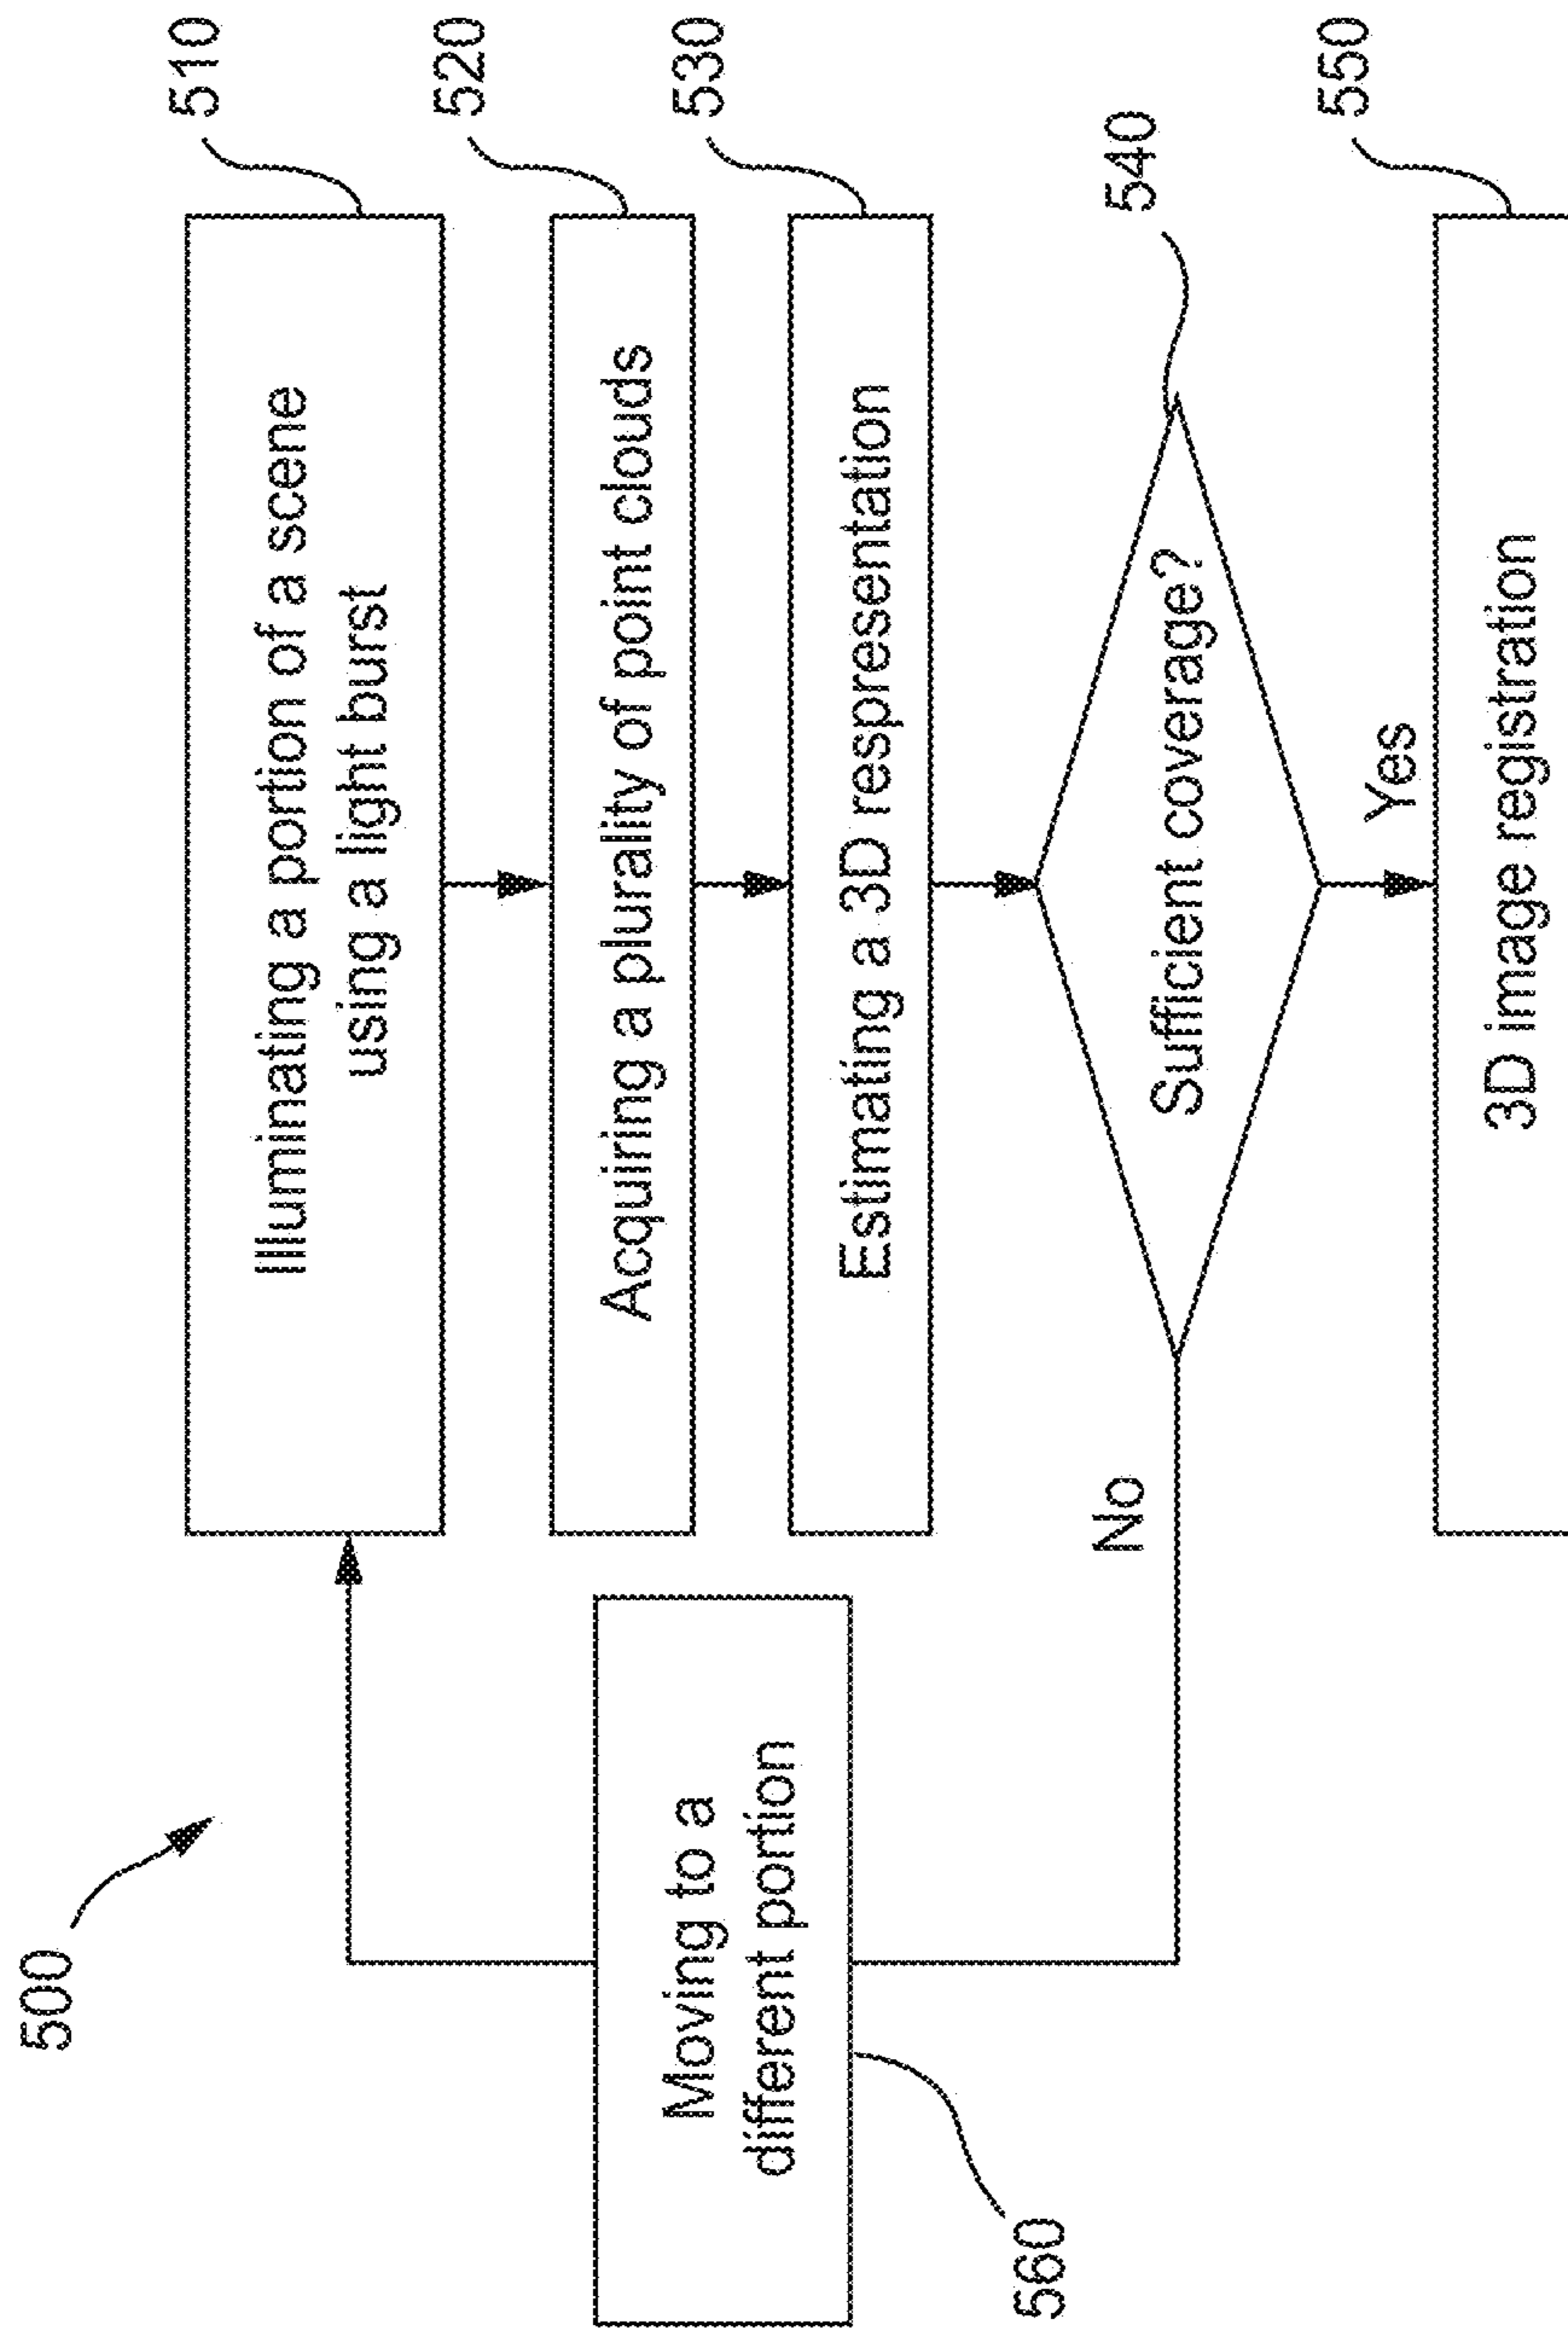 500
Illuminating a portion of a scene
using a light burst
510
Acquiring a plurality of point clouds
520
Estimating a 3D respresentation
530
Sufficient coverage?
540
No
Yes
Moving to a
different portion
560
3D image registration
550